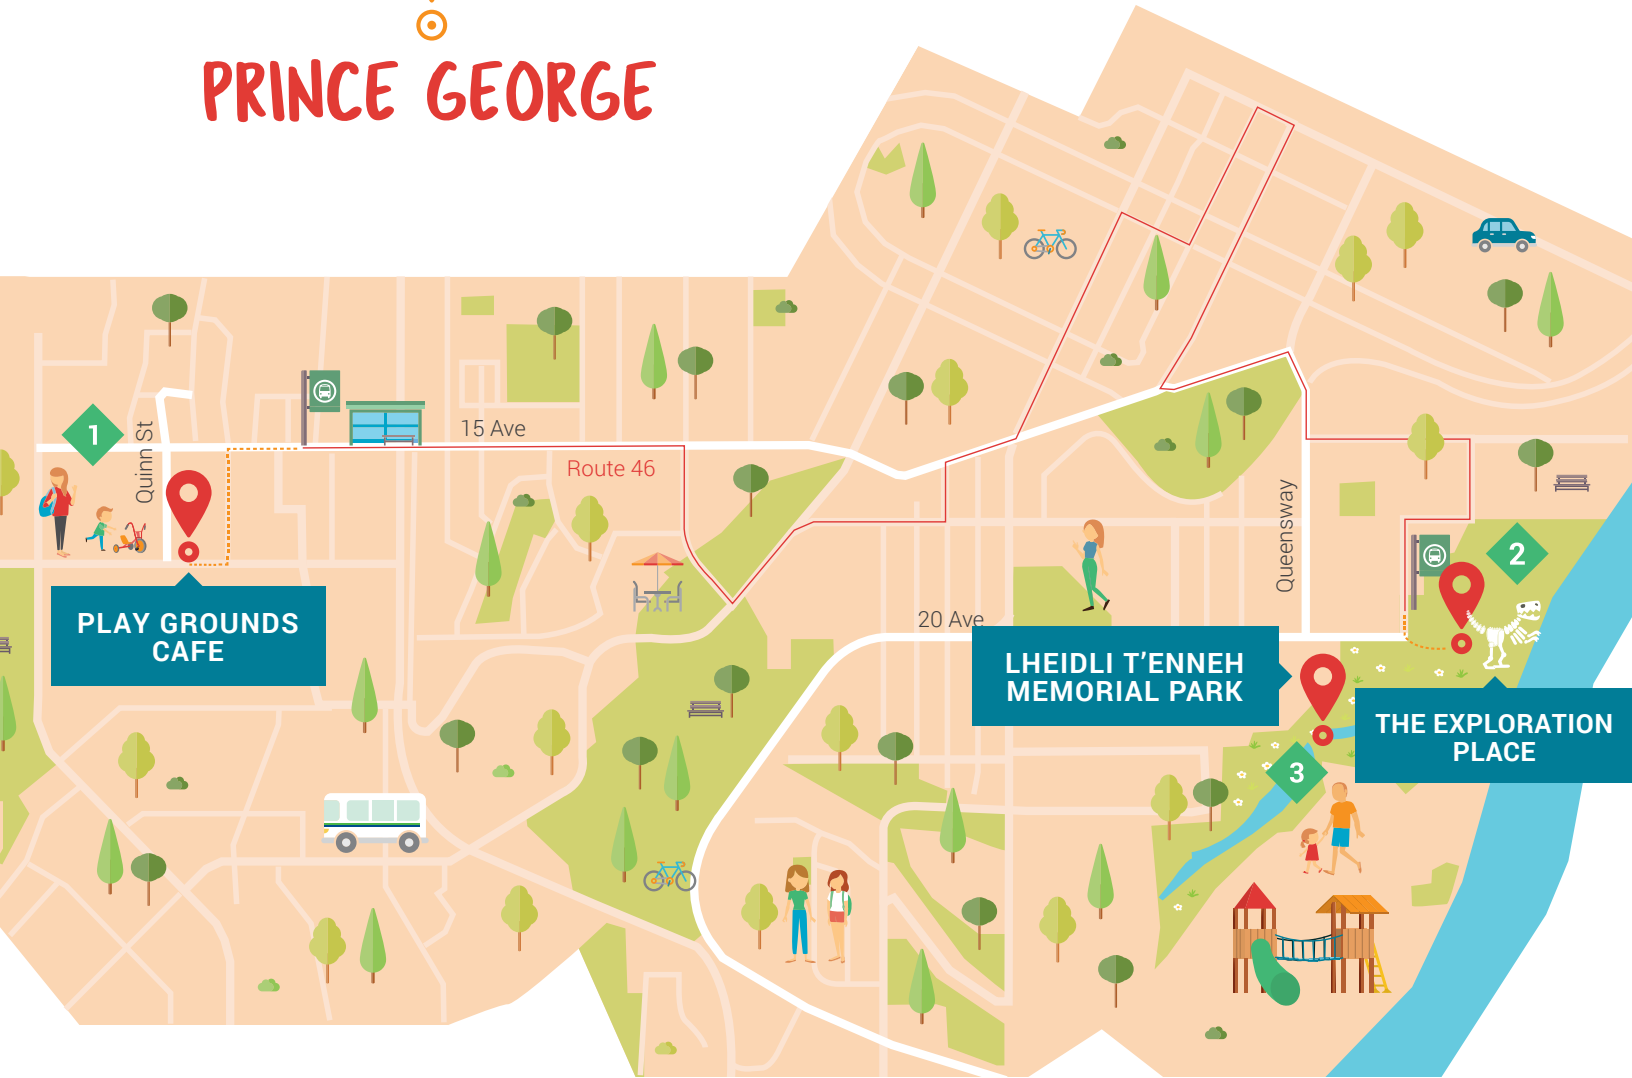 PRINCE GEORGE
1
Quinn St
15 Ave
Route 46
PLAY GROUNDS
CAFE
20 Ave
Queensway
2
LHEIDLI T'ENNEH
MEMORIAL PARK
THE EXPLORATION
PLACE
3